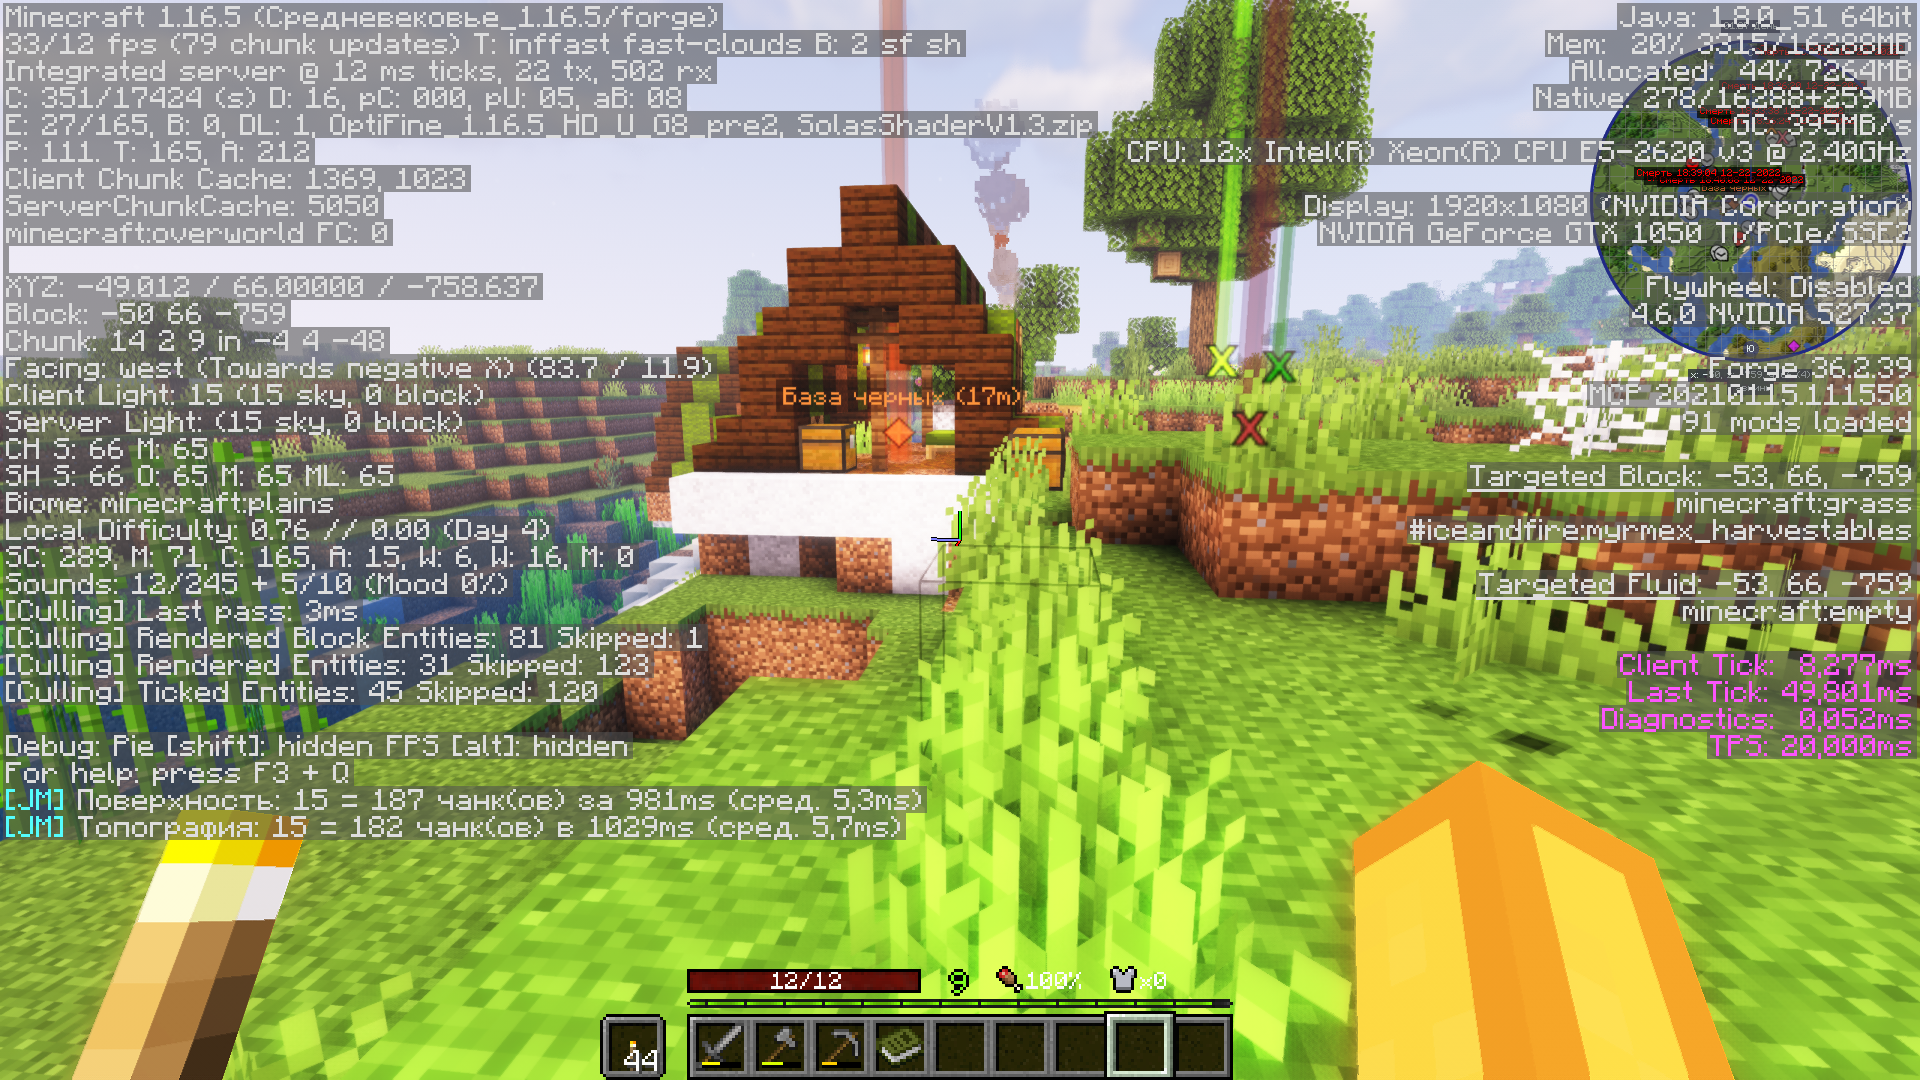 Minecraft 1.16.5 (Средневековье_1.16.5/forge)
33/12 fps (79 chunk updates) T: inffast fast-clouds B: 2 sf sh
Integrated server @ 12 ms ticks, 22 tx, 502 rx
C: 351/17424 (s) D: 16, pC: 000, pU: 05, aB: 08
E: 27/165, B: 0, DL: 1, OptiFine_1.16.5_HD_U_G8_pre2, SolasShaderV1.3.zip
P: 111. T: 165, A: 212
Client Chunk Cache: 1369, 1023
ServerChunkCache: 5050
minecraft:overworld FC: 0
XYZ: -49.012 / 66.00000 / -758.637
Block: -50 66 -759
Chunk: 14 2 9 in -4 4 -48
Facing: west (Towards negative X) (83.7 / 11.9)
Client Light: 15 (15 sky, 0 block)
Server Light: (15 sky, 0 block)
CH S: 66 M: 65
SH S: 66 O: 65 M: 65 ML: 65
Biome: minecraft:plains
Local Difficulty: 0.76 // 0.00 (Day 4)
SC: 289, M: 71, C: 165, A: 15, W: 6, W: 16, M: 0
Sounds: 12/245 + 5/10 (Mood 0%)
[Culling] Last pass: 3ms
[Culling] Rendered Block Entities: 81 Skipped: 1
[Culling] Rendered Entities: 31 Skipped: 123
[Culling] Ticked Entities: 45 Skipped: 120
Debug: Pie [shift]: hidden FPS [alt]: hidden
For help: press F3 + Q
[JM] Поверхность: 15 = 187 чанк(ов) за 981ms (сред. 5,3ms)
[JM] Топография: 15 = 182 чанк(ов) в 1029ms (сред. 5,7ms)
Java: 1.8.0_51 64bit
Mem: 20% 3315/16288MB
Allocated: 44% 7264MB
Native:
GC: 395MB/s
CPU: 12x Intel(R) Xeon(R) CPU E5-2620 v3 @ 2.40GHz
Смерть 18:39:04 12-22-2023
База черных
Display: 1920x1080 (NVIDIA Corporation)
NVIDIA GeForce GTX 1050 Ti/PCIe/SSE2
Flywheel: Disabled
4.6.0 NVIDIA 527.37
Ю
Forge: 36.2.39
MCP 20210115.111550
91 mods loaded
Targeted Block: -53, 66, -759
minecraft:grass
#iceandfire:myrmex_harvestables
Targeted Fluid: -53, 66, -759
minecraft:empty
Client Tick: 8,277ms
Last Tick: 49,801ms
Diagnostics: 0,052ms
TPS: 20,000ms
База черных (17m)
12/12
100%
x0
44